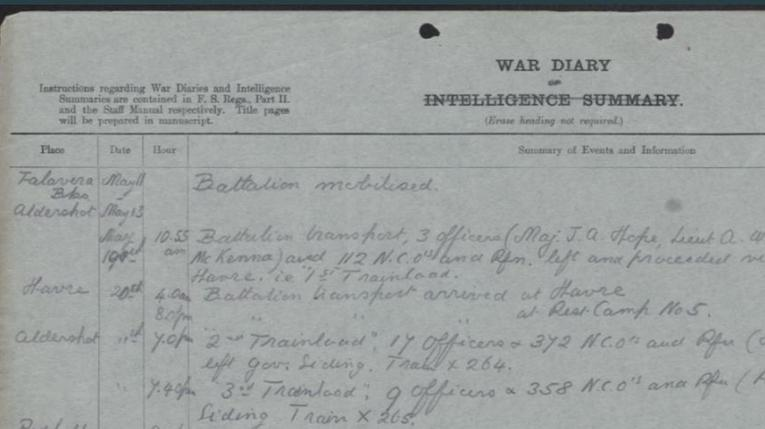 WAR DIARY
or
INTELLIGENCE SUMMARY.
(Erase heading not required.)
Instructions regarding War Diaries and Intelligence
Summaries are contained in F. S. Regs., Part II.
and the Staff Manual respectively. Title pages
will be prepared in manuscript.
Place Date Hour Summary of Events and Information
Talavera May 11 Battalion mobilised.
Bks -
Aldershot May 13
May 10.55 Battalion transport, 3 officers (Maj. J.A. Hope, Lieut A. W
19th am McKenna) and 112 N.C.O's and Rfn. left and proceeded
Havre. i.e "1st Trainload.
Havre 20th 4.0am Battalion transport arrived at Havre
8.0pm " " at Rest Camp No 5.
Aldershot "th 7.0pm "2nd Trainload"; 17 Officers & 372 N.C.O's and Rfn (
left Gov. Siding. Train X 264.
" 7.40pm "3rd Trainload"; 9 Officers & 358 N.C.O's and Rfn (
Siding Train X 265.